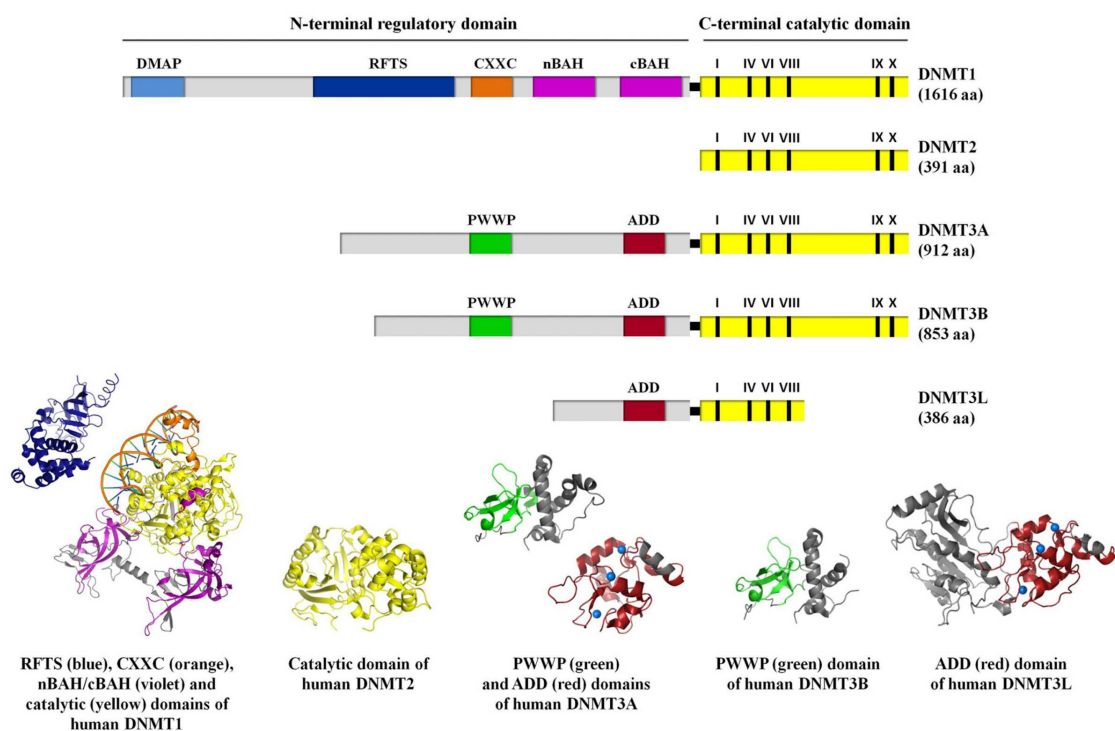 N-terminal regulatory domain
C-terminal catalytic domain
DMAP RFTS CXXC nBAH cBAH I IV VI VIII IX X
DNMT1
(1616 aa)
I IV VI VIII IX X
DNMT2
(391 aa)
PWWP ADD I IV VI VIII IX X
DNMT3A
(912 aa)
PWWP ADD I IV VI VIII IX X
DNMT3B
(853 aa)
ADD I IV VI VIII
DNMT3L
(386 aa)
RFTS (blue), CXXC (orange),
nBAH/cBAH (violet) and
catalytic (yellow) domains of
human DNMT1
Catalytic domain of
human DNMT2
PWWP (green)
and ADD (red) domains
of human DNMT3A
PWWP (green) domain
of human DNMT3B
ADD (red) domain
of human DNMT3L